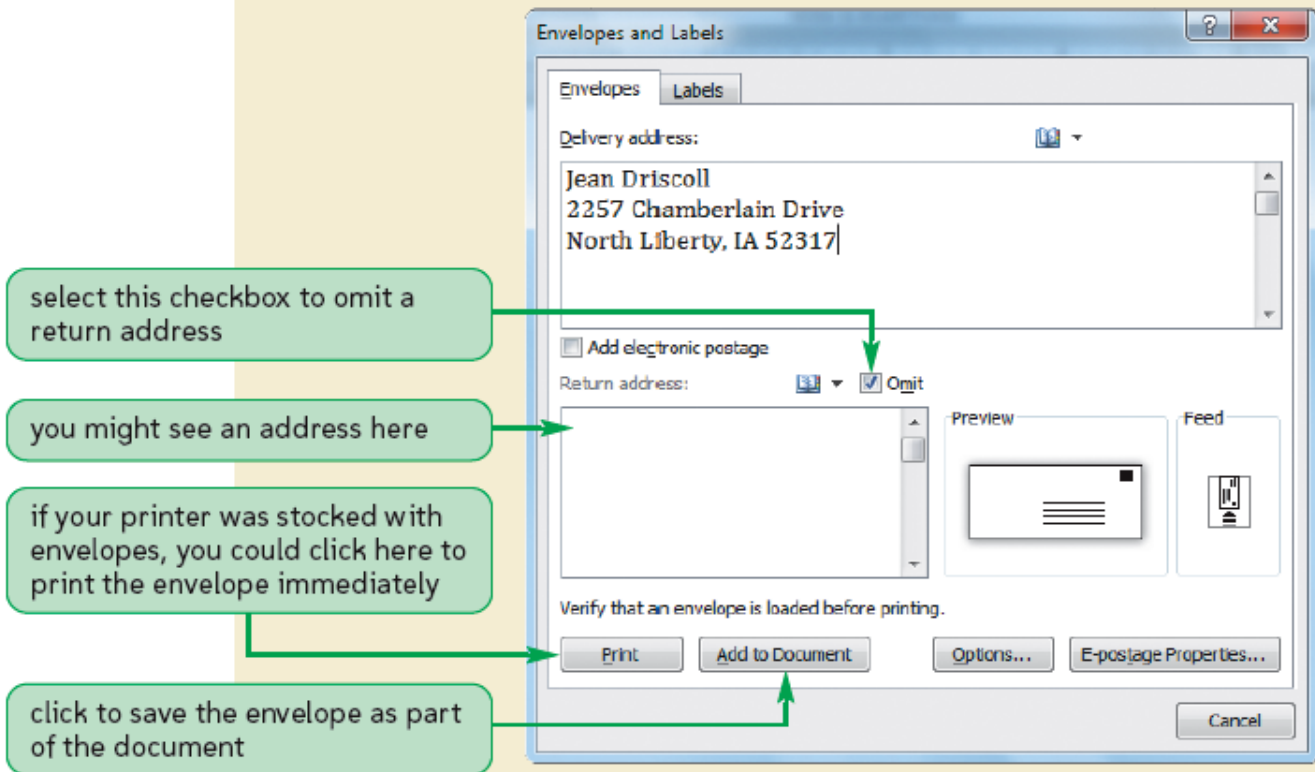 Envelopes and Labels
Envelopes Labels
Delivery address:
Jean Driscoll
2257 Chamberlain Drive
North Liberty, IA 52317
select this checkbox to omit a
return address
Add electronic postage
Return address: Omit
you might see an address here
Preview Feed
if your printer was stocked with
envelopes, you could click here to
print the envelope immediately
Verify that an envelope is loaded before printing.
Print Add to Document Options... E-postage Properties...
click to save the envelope as part
of the document
Cancel